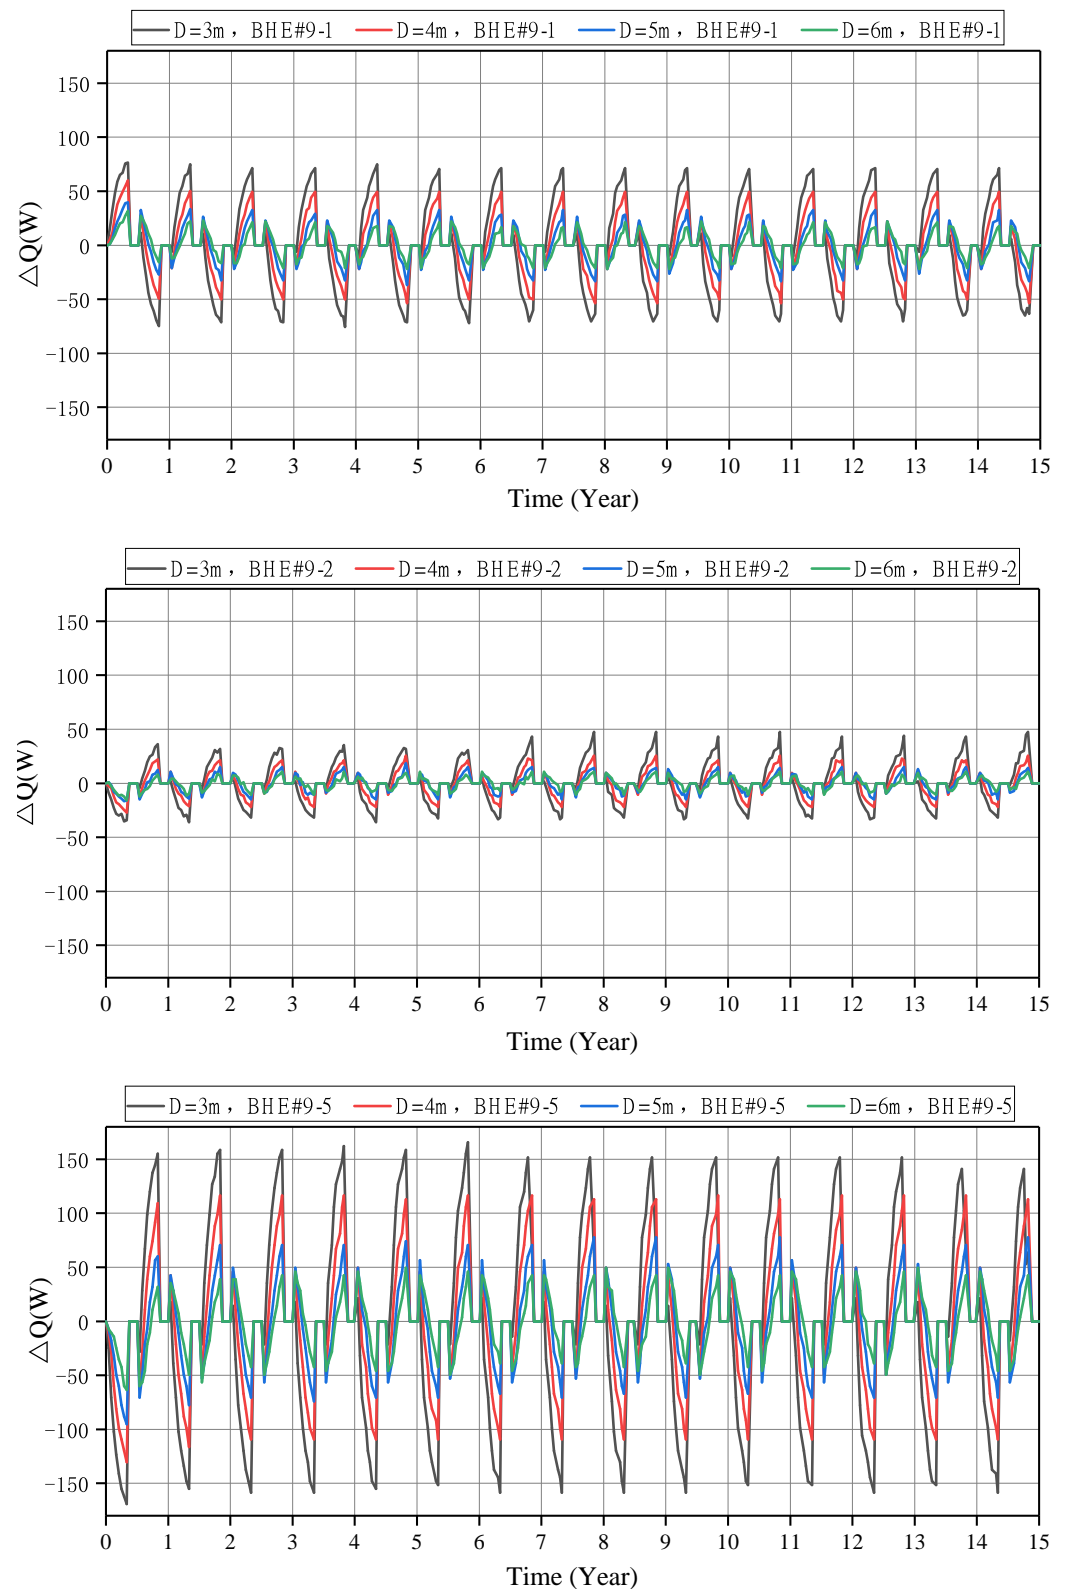 D=3m，BHE#9-1 D=4m，BHE#9-1 D=5m，BHE#9-1 D=6m，BHE#9-1
150
100
50
0
-50
-100
-150
△Q(W)
0 1 2 3 4 5 6 7 8 9 10 11 12 13 14 15
Time (Year)
D=3m，BHE#9-2 D=4m，BHE#9-2 D=5m，BHE#9-2 D=6m，BHE#9-2
150
100
50
0
-50
-100
-150
△Q(W)
0 1 2 3 4 5 6 7 8 9 10 11 12 13 14 15
Time (Year)
D=3m，BHE#9-5 D=4m，BHE#9-5 D=5m，BHE#9-5 D=6m，BHE#9-5
150
100
50
0
-50
-100
-150
△Q(W)
0 1 2 3 4 5 6 7 8 9 10 11 12 13 14 15
Time (Year)